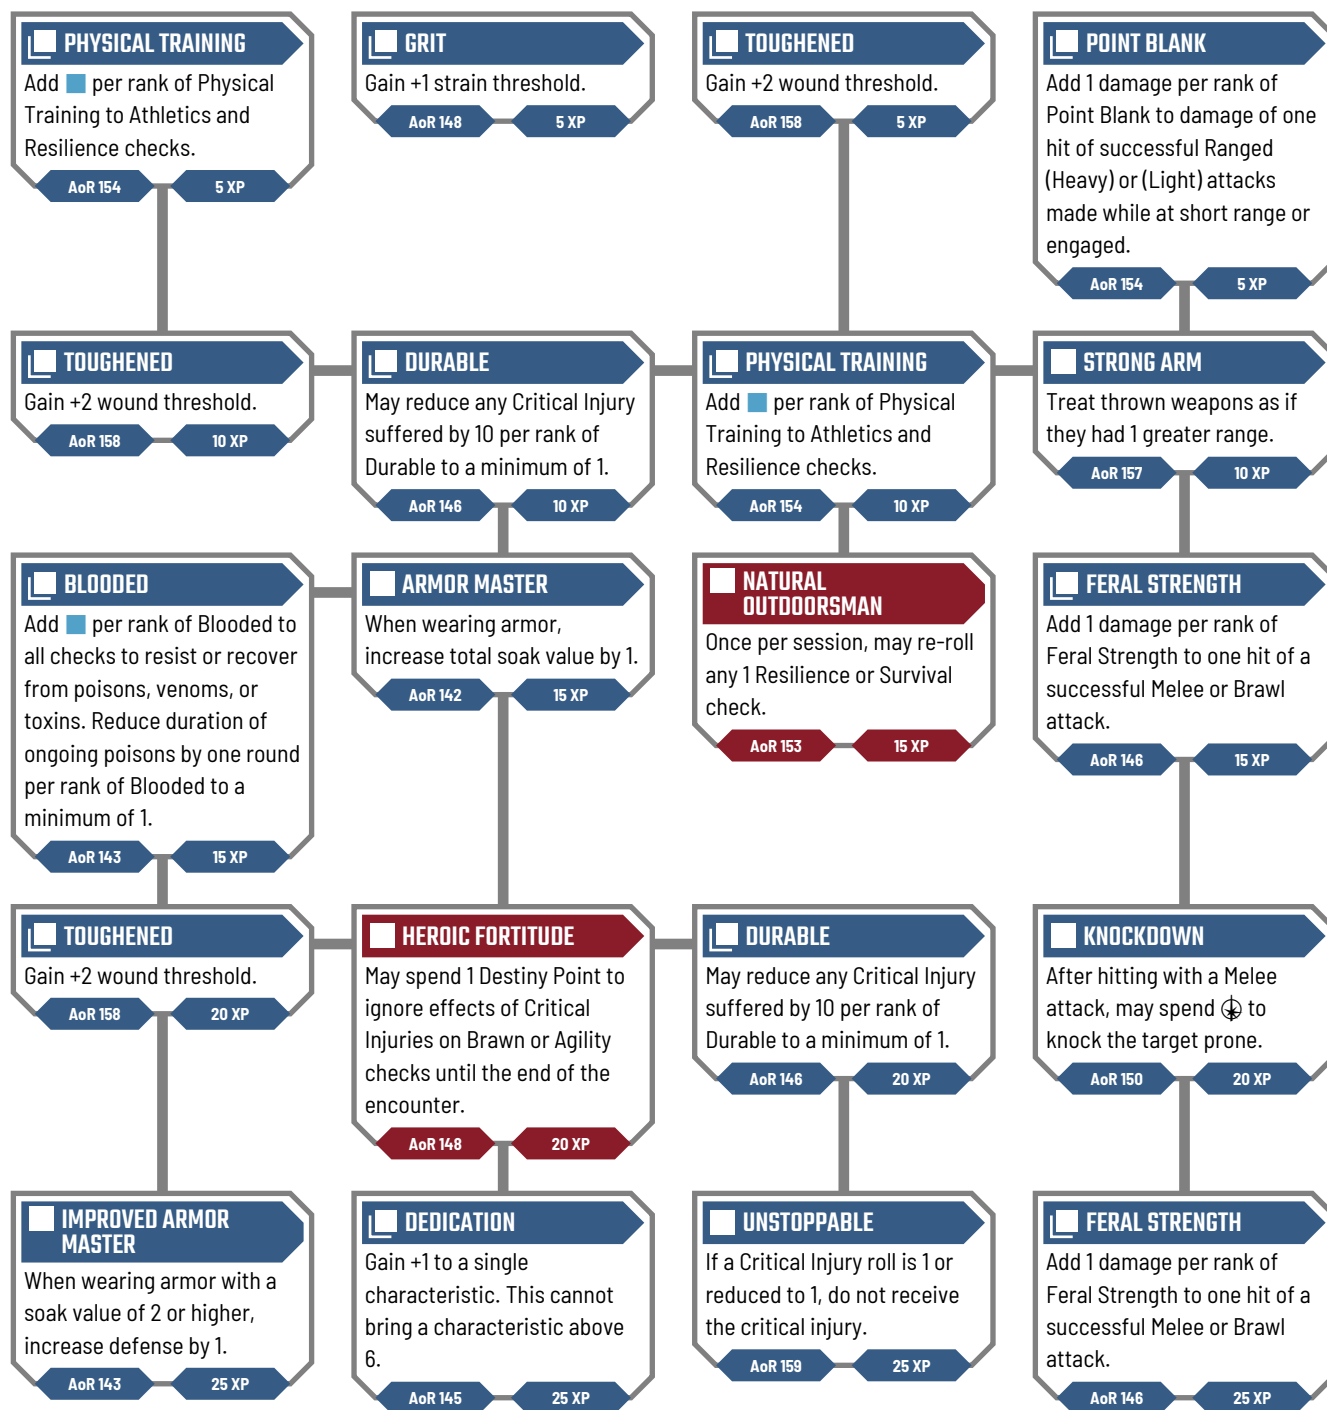 PHYSICAL TRAINING
Add per rank of Physical
Training to Athletics and
Resilience checks.
AoR 154 5 XP
GRIT
Gain +1 strain threshold.
AoR 148 5 XP
TOUGHENED
Gain +2 wound threshold.
AoR 158 5 XP
POINT BLANK
Add 1 damage per rank of
Point Blank to damage of one
hit of successful Ranged
(Heavy) or (Light) attacks
made while at short range or
engaged.
AoR 154 5 XP
TOUGHENED
Gain +2 wound threshold.
AoR 158 10 XP
DURABLE
May reduce any Critical Injury
suffered by 10 per rank of
Durable to a minimum of 1.
AoR 146 10 XP
PHYSICAL TRAINING
Add per rank of Physical
Training to Athletics and
Resilience checks.
AoR 154 10 XP
STRONG ARM
Treat thrown weapons as if
they had 1 greater range.
AoR 157 10 XP
BLOODED
Add per rank of Blooded to
all checks to resist or recover
from poisons, venoms, or
toxins. Reduce duration of
ongoing poisons by one round
per rank of Blooded to a
minimum of 1.
AoR 143 15 XP
ARMOR MASTER
When wearing armor,
increase total soak value by 1.
AoR 142 15 XP
NATURAL
OUTDOORSMAN
Once per session, may re-roll
any 1 Resilience or Survival
check.
AoR 153 15 XP
FERAL STRENGTH
Add 1 damage per rank of
Feral Strength to one hit of a
successful Melee or Brawl
attack.
AoR 146 15 XP
TOUGHENED
Gain +2 wound threshold.
AoR 158 20 XP
HEROIC FORTITUDE
May spend 1 Destiny Point to
ignore effects of Critical
Injuries on Brawn or Agility
checks until the end of the
encounter.
AoR 148 20 XP
DURABLE
May reduce any Critical Injury
suffered by 10 per rank of
Durable to a minimum of 1.
AoR 146 20 XP
KNOCKDOWN
After hitting with a Melee
attack, may spend to
knock the target prone.
AoR 150 20 XP
IMPROVED ARMOR
MASTER
When wearing armor with a
soak value of 2 or higher,
increase defense by 1.
AoR 143 25 XP
DEDICATION
Gain +1 to a single
characteristic. This cannot
bring a characteristic above
6.
AoR 145 25 XP
UNSTOPPABLE
If a Critical Injury roll is 1 or
reduced to 1, do not receive
the critical injury.
AoR 159 25 XP
FERAL STRENGTH
Add 1 damage per rank of
Feral Strength to one hit of a
successful Melee or Brawl
attack.
AoR 146 25 XP